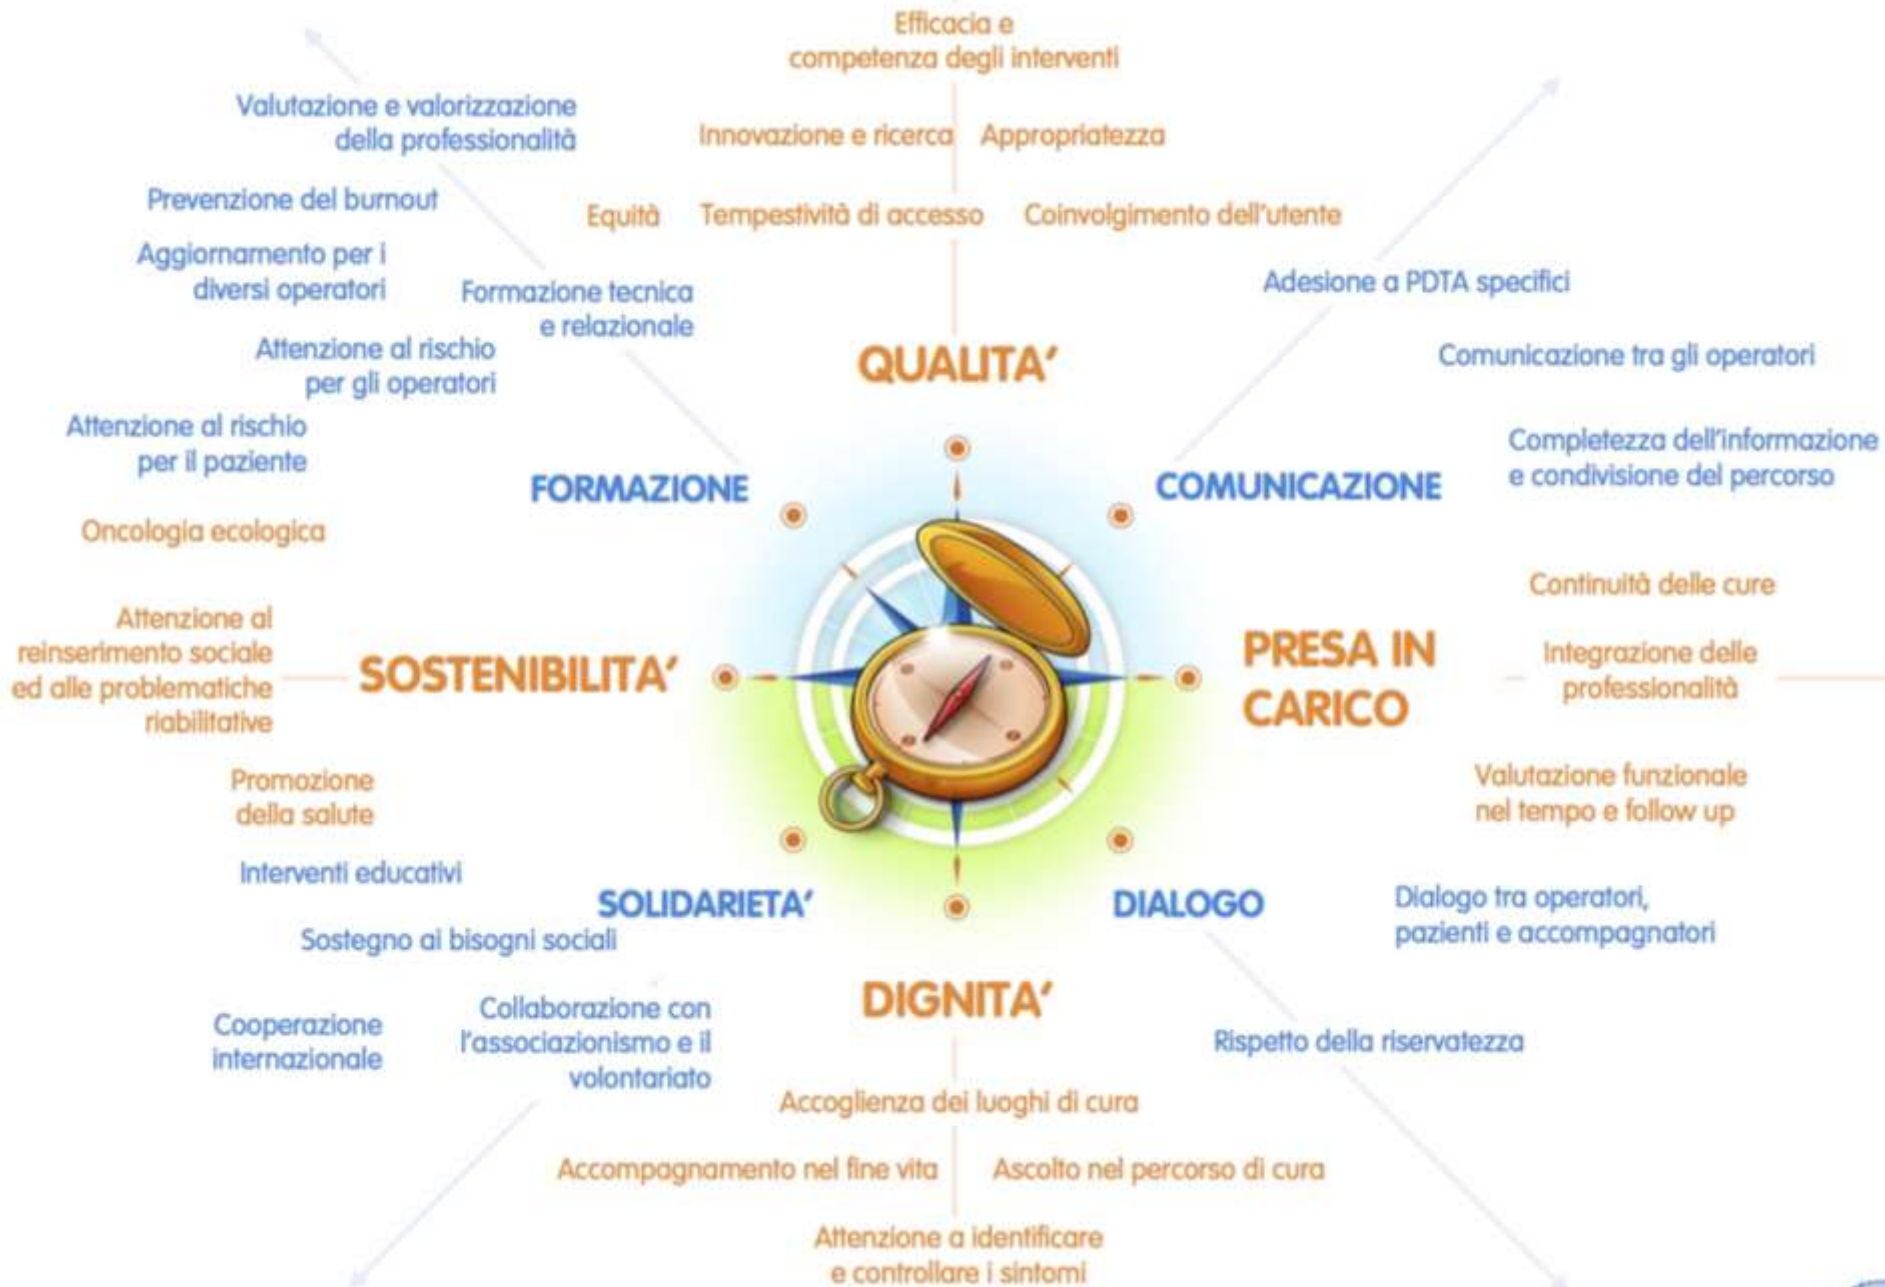 Efficacia e
competenza degli interventi
Innovazione e ricerca
Appropriatezza
Equità
Tempestività di accesso
Coinvolgimento dell'utente
QUALITA'
Valutazione e valorizzazione
della professionalità
Prevenzione del burnout
Aggiornamento per i
diversi operatori
Formazione tecnica
e relazionale
Attenzione al rischio
per gli operatori
Attenzione al rischio
per il paziente
FORMAZIONE
Adesione a PDTA specifici
Comunicazione tra gli operatori
Completezza dell'informazione
e condivisione del percorso
COMUNICAZIONE
Oncologia ecologica
Attenzione al
reinserimento sociale
ed alle problematiche
riabilitative
Promozione
della salute
SOSTENIBILITA'
PRESA IN
CARICO
Continuità delle cure
Integrazione delle
professionalità
Valutazione funzionale
nel tempo e follow up
Interventi educativi
SOLIDARIETA'
Sostegno ai bisogni sociali
Cooperazione
internazionale
Collaborazione con
l'associazionismo e il
volontariato
DIALOGO
Dialogo tra operatori,
pazienti e accompagnatori
Rispetto della riservatezza
DIGNITA'
Accoglienza dei luoghi di cura
Accompagnamento nel fine vita
Ascolto nel percorso di cura
Attenzione a identificare
e controllare i sintomi